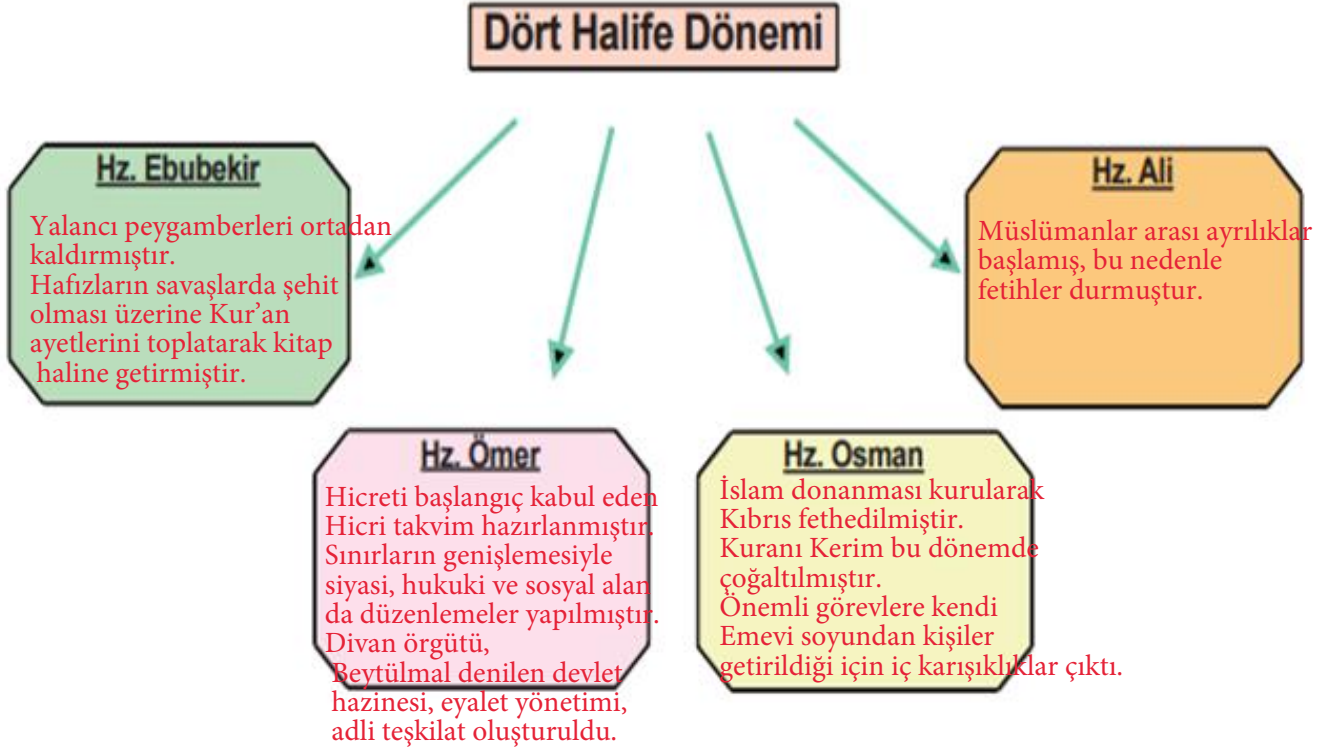 Dört Halife Dönemi
Hz. Ebubekir
Yalancı peygamberleri ortadan
kaldırmıştır.
Hafızların savaşlarda şehit
olması üzerine Kur'an
ayetlerini toplatarak kitap
haline getirmiştir.
Hz. Ömer
Hicreti başlangıç kabul eden
Hicri takvim hazırlanmıştır.
Sınırların genişlemesiyle
siyasi, hukuki ve sosyal alan
da düzenlemeler yapılmıştır.
Divan örgütü,
Beytülmal denilen devlet
hazinesi, eyalet yönetimi,
adli teşkilat oluşturuldu.
Hz. Osman
İslam donanması kurularak
Kıbrıs fethedilmiştir.
Kuranı Kerim bu dönemde
çoğaltılmıştır.
Önemli görevlere kendi
Emevi soyundan kişiler
getirildiği için iç karışıklıklar çıktı.
Hz. Ali
Müslümanlar arası ayrılıklar
başlamış, bu nedenle
fetihler durmuştur.